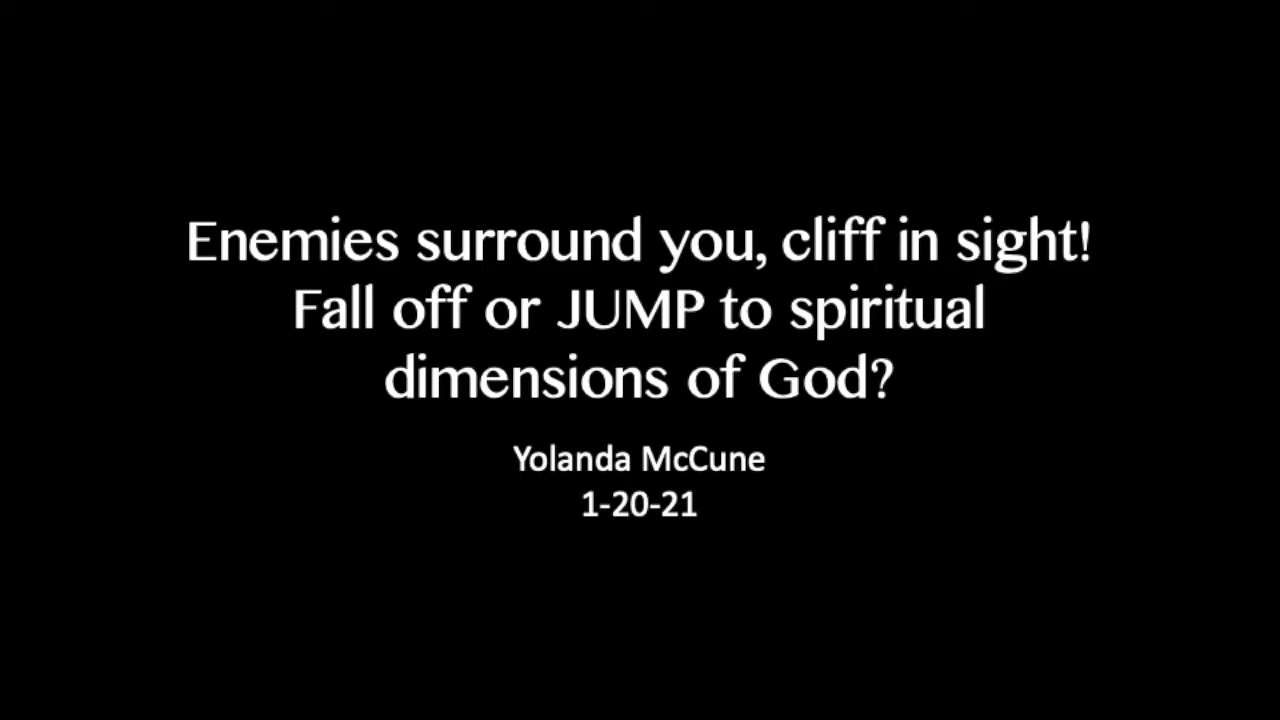 Enemies surround you, cliff in sight!
Fall off or JUMP to spiritual
dimensions of God?
Yolanda McCune
1-20-21